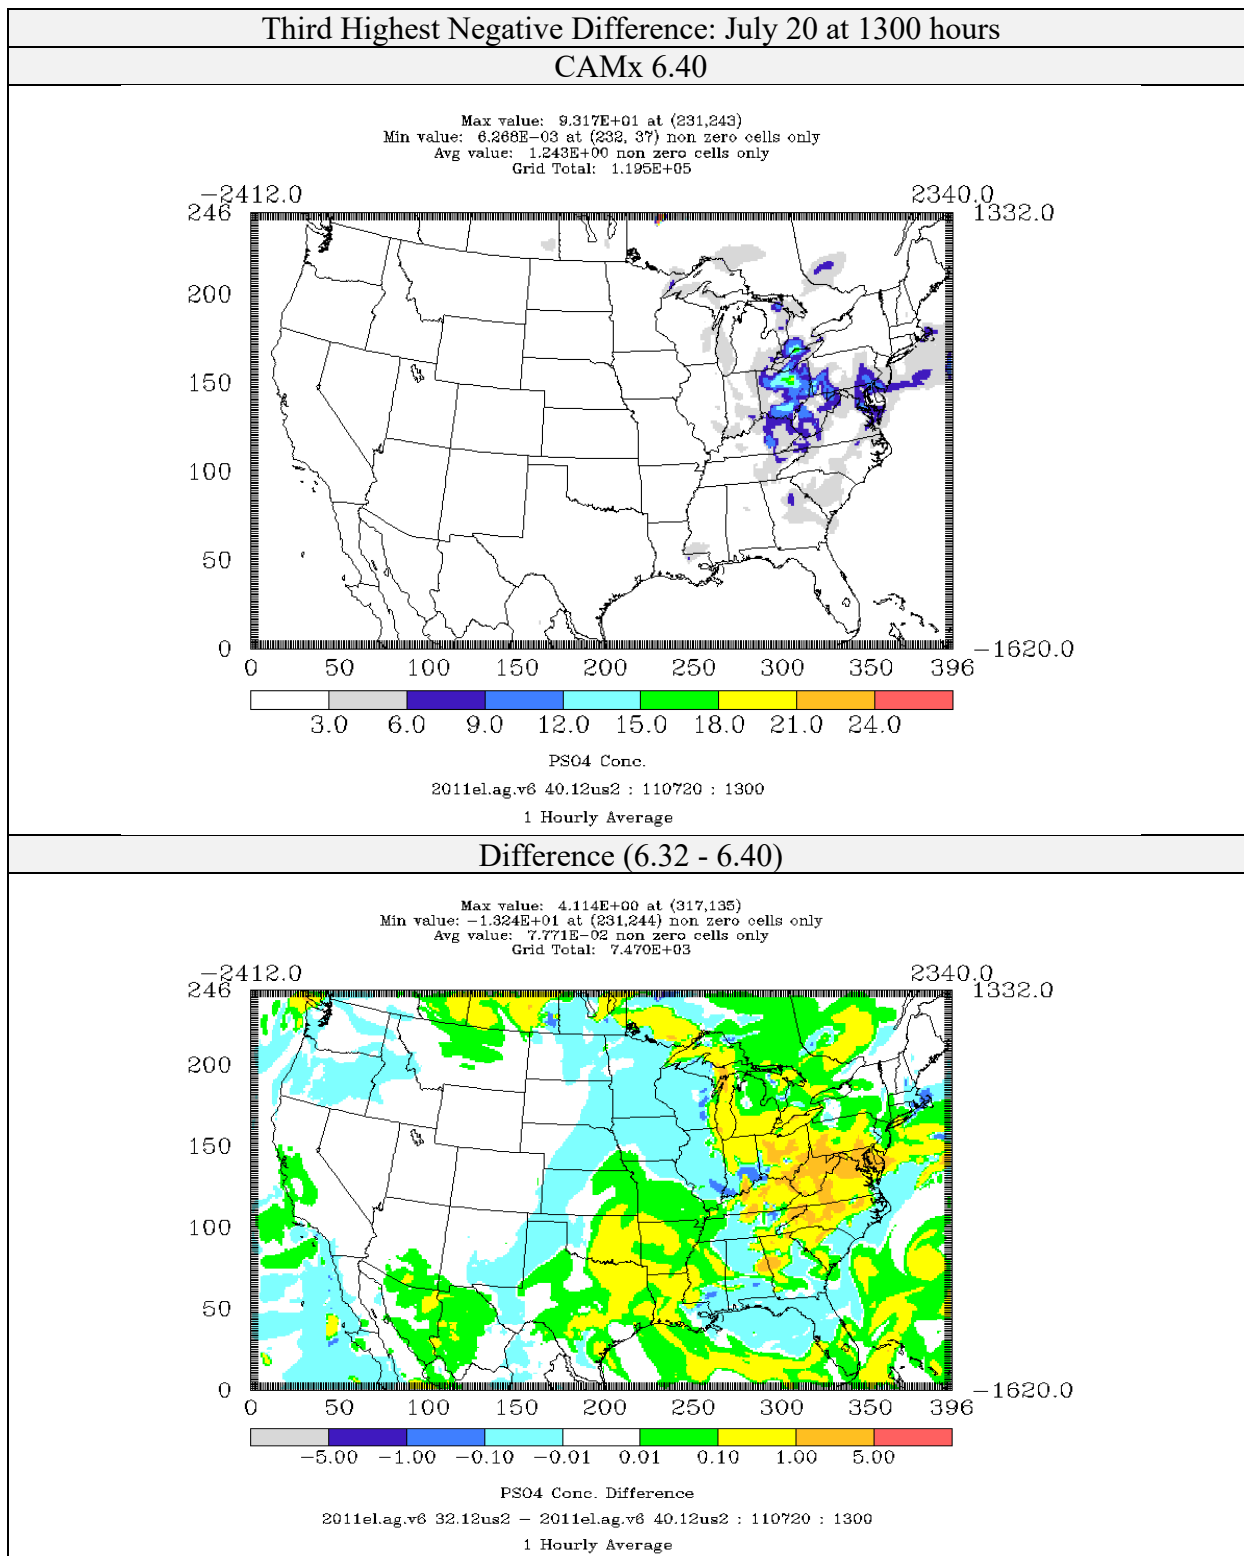 Third Highest Negative Difference: July 20 at 1300 hours
CAMx 6.40
Max value: 9.317E+01 at (231,243)
Min value: 6.268E-03 at (232, 37) non zero cells only
Avg value: 1.243E+00 non zero cells only
Grid Total: 1.195E+05
-2412.0 2340.0
246 1332.0
200
150
100
50
0 -1620.0
0 50 100 150 200 250 300 350 396
3.0 6.0 9.0 12.0 15.0 18.0 21.0 24.0
PSO4 Conc.
2011el.ag.v6 40.12us2 : 110720 : 1300
1 Hourly Average
Difference (6.32 - 6.40)
Max value: 4.114E+00 at (317,135)
Min value: -1.324E+01 at (231,244) non zero cells only
Avg value: 7.771E-02 non zero cells only
Grid Total: 7.470E+03
-2412.0 2340.0
246 1332.0
200
150
100
50
0 -1620.0
0 50 100 150 200 250 300 350 396
-5.00 -1.00 -0.10 -0.01 0.01 0.10 1.00 5.00
PSO4 Conc. Difference
2011el.ag.v6 32.12us2 - 2011el.ag.v6 40.12us2 : 110720 : 1300
1 Hourly Average